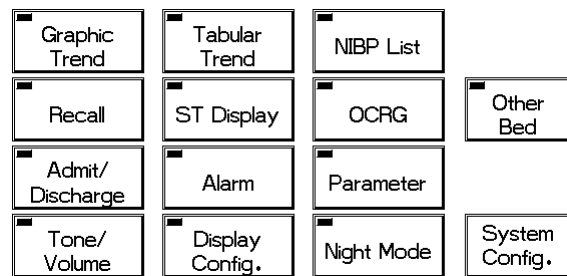 Graphic
Trend
Tabular
Trend
NIBP List
Recall
ST Display
OCRG
Other
Bed
Admit/
Discharge
Alarm
Parameter
Tone/
Volume
Display
Config.
Night Mode
System
Config.